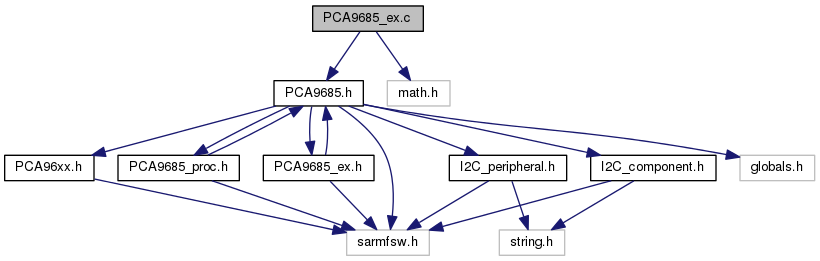 PCA9685_ex.c
PCA9685.h
math.h
PCA96xx.h
PCA9685_proc.h
PCA9685_ex.h
I2C_peripheral.h
I2C_component.h
globals.h
sarmfsw.h
string.h